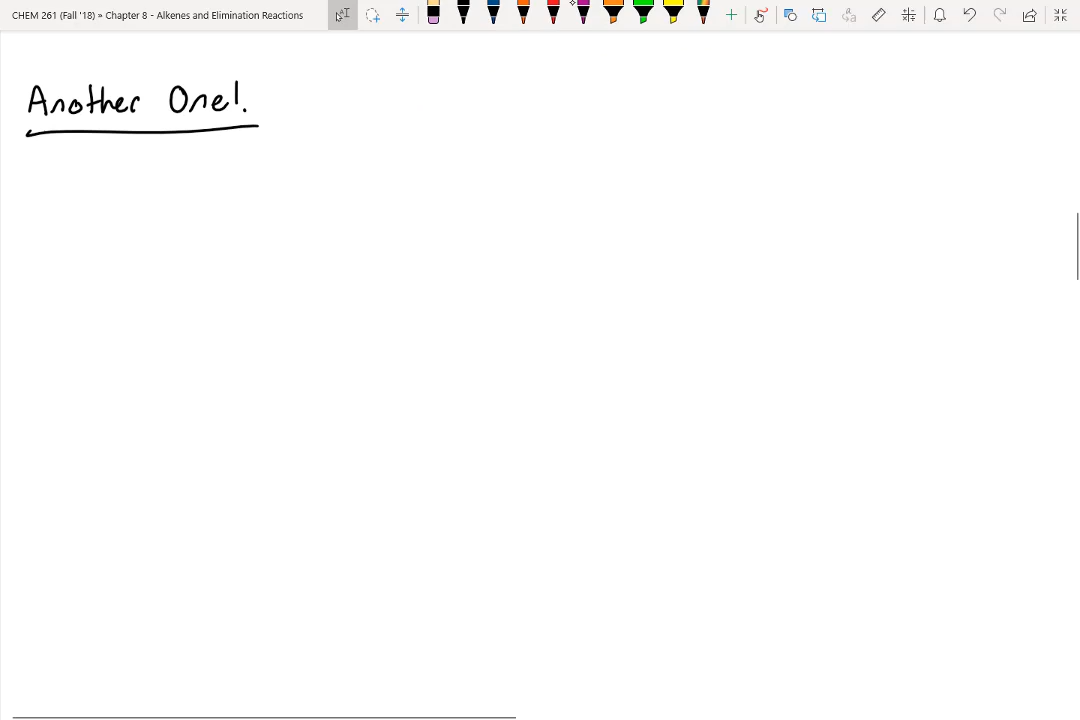 CHEM 261 (Fall '18) » Chapter 8 - Alkenes and Elimination Reactions
Another One!